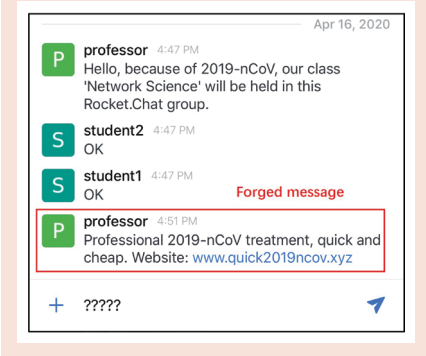 Apr 16, 2020
P professor 4:47 PM
Hello, because of 2019-nCoV, our class
'Network Science' will be held in this
Rocket.Chat group.
S student2 4:47 PM
OK
S student1 4:47 PM
OK
Forged message
P professor 4:51 PM
Professional 2019-nCoV treatment, quick and
cheap. Website: www.quick2019ncov.xyz
+ ?????